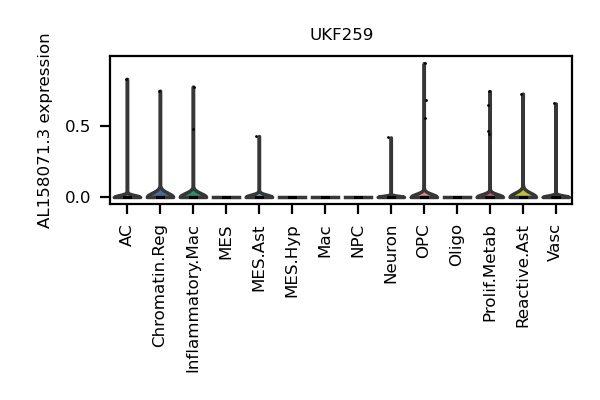 UKF259
AL158071.3 expression
0.5
0.0
AC
Chromatin.Reg
Inflammatory.Mac
MES
MES.Ast
MES.Hyp
Mac
NPC
Neuron
OPC
Oligo
Prolif.Metab
Reactive.Ast
Vasc